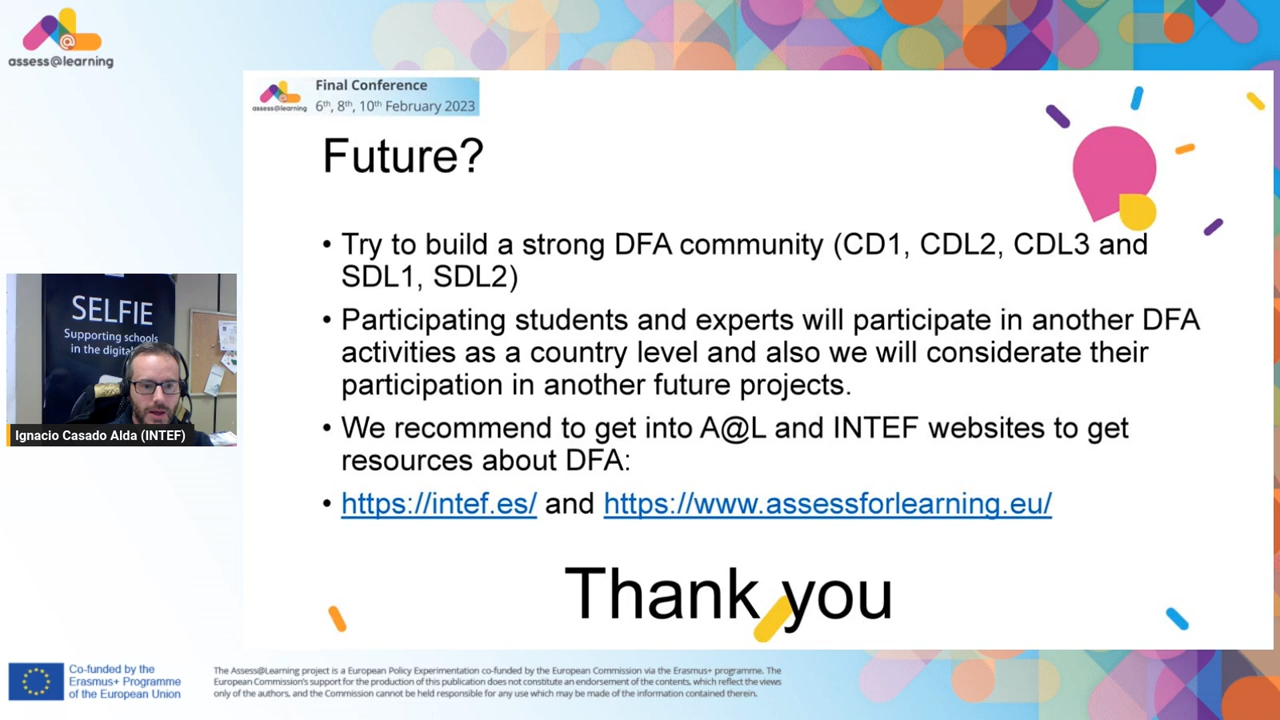 assess@learning
assess@learning
Final Conference
6th, 8th, 10th February 2023
Future?
• Try to build a strong DFA community (CD1, CDL2, CDL3 and
SDL1, SDL2)
• Participating students and experts will participate in another DFA
activities as a country level and also we will considerate their
participation in another future projects.
• We recommend to get into A@L and INTEF websites to get
resources about DFA:
• https://intef.es/ and https://www.assessforlearning.eu/
Thank you
SELFIE
Supporting schools
in the digital
Ignacio Casado Alda (INTEF)
Co-funded by the
Erasmus+ Programme
of the European Union
The Assess@Learning project is a European Policy Experimentation co-funded by the European Commission via the Erasmus+ programme. The
European Commission's support for the production of this publication does not constitute an endorsement of the contents, which reflect the views
only of the authors, and the Commission cannot be held responsible for any use which may be made of the information contained therein.